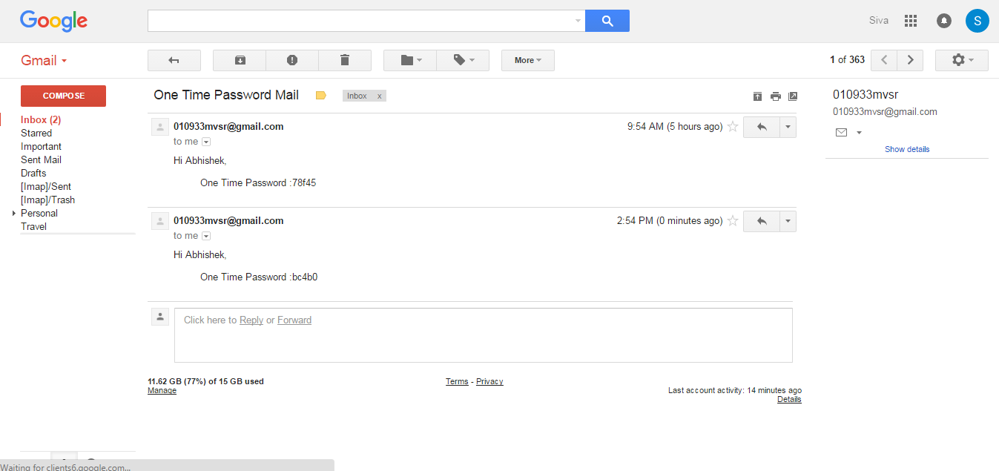 Google
Siva
S
Gmail
More
1 of 363
COMPOSE
Inbox (2)
Starred
Important
Sent Mail
Drafts
[Imap]/Sent
[Imap]/Trash
Personal
Travel
One Time Password Mail
Inbox x
010933mvsr@gmail.com
9:54 AM (5 hours ago)
to me
Hi Abhishek,
One Time Password :78f45
010933mvsr@gmail.com
2:54 PM (0 minutes ago)
to me
Hi Abhishek,
One Time Password :bc4b0
Click here to Reply or Forward
11.62 GB (77%) of 15 GB used
Manage
Terms - Privacy
Last account activity: 14 minutes ago
Details
010933mvsr
010933mvsr@gmail.com
Show details
Waiting for clients6.google.com...